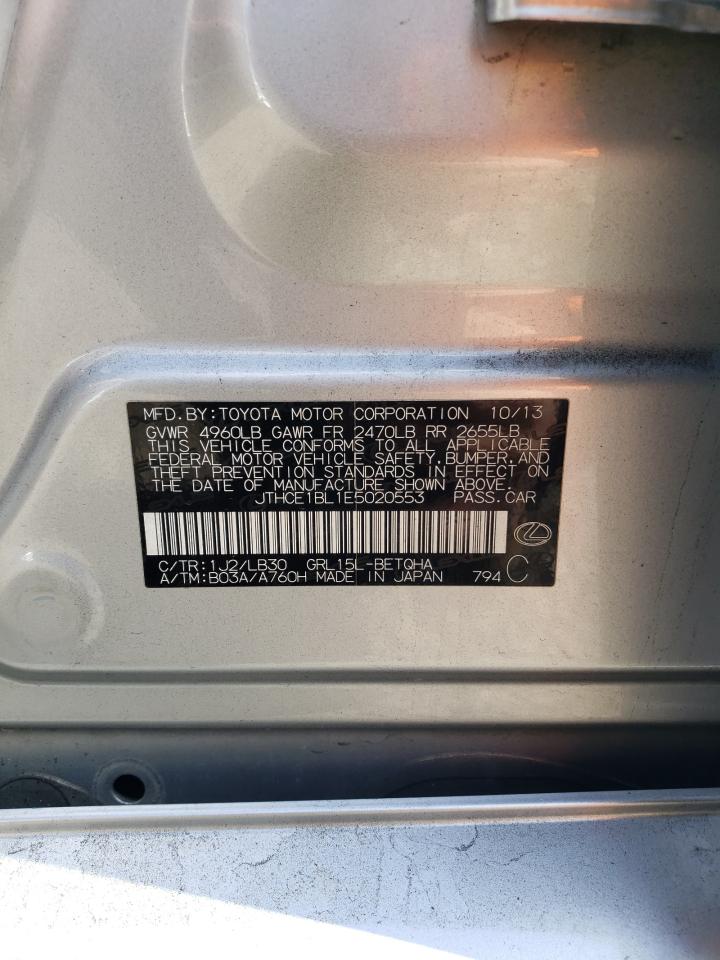 MFD.BY:TOYOTA MOTOR CORPORATION 10/13
GVWR 4960LB GAWR FR 2470LB RR 2655LB
THIS VEHICLE CONFORMS TO ALL APPLICABLE
FEDERAL MOTOR VEHICLE SAFETY,BUMPER,AND
THEFT PREVENTION STANDARDS IN EFFECT ON
THE DATE OF MANUFACTURE SHOWN ABOVE.
JTHCE1BL1E5020553 PASS.CAR
C/TR:1J2/LB30 GRL15L-BETQHA
A/TM:B03A/A760H MADE IN JAPAN 794 C